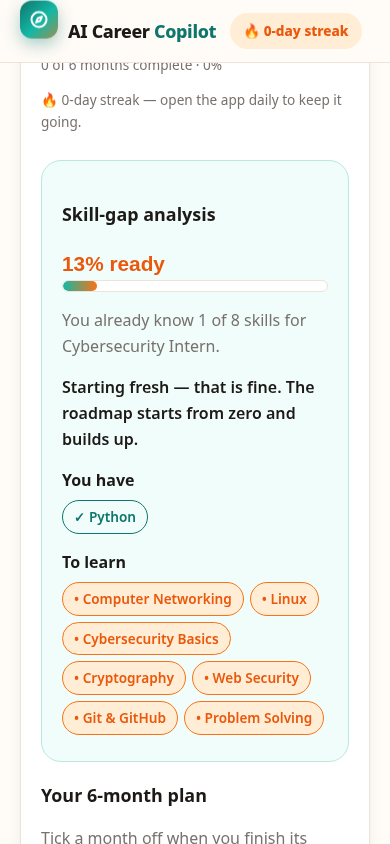 AI Career Copilot
🔥 0-day streak
0 of 6 months complete · 0%
🔥 0-day streak — open the app daily to keep it
going.
Skill-gap analysis
13% ready
You already know 1 of 8 skills for
Cybersecurity Intern.
Starting fresh — that is fine. The
roadmap starts from zero and
builds up.
You have
✓ Python
To learn
• Computer Networking
• Linux
• Cybersecurity Basics
• Cryptography
• Web Security
• Git & GitHub
• Problem Solving
Your 6-month plan
Tick a month off when you finish its